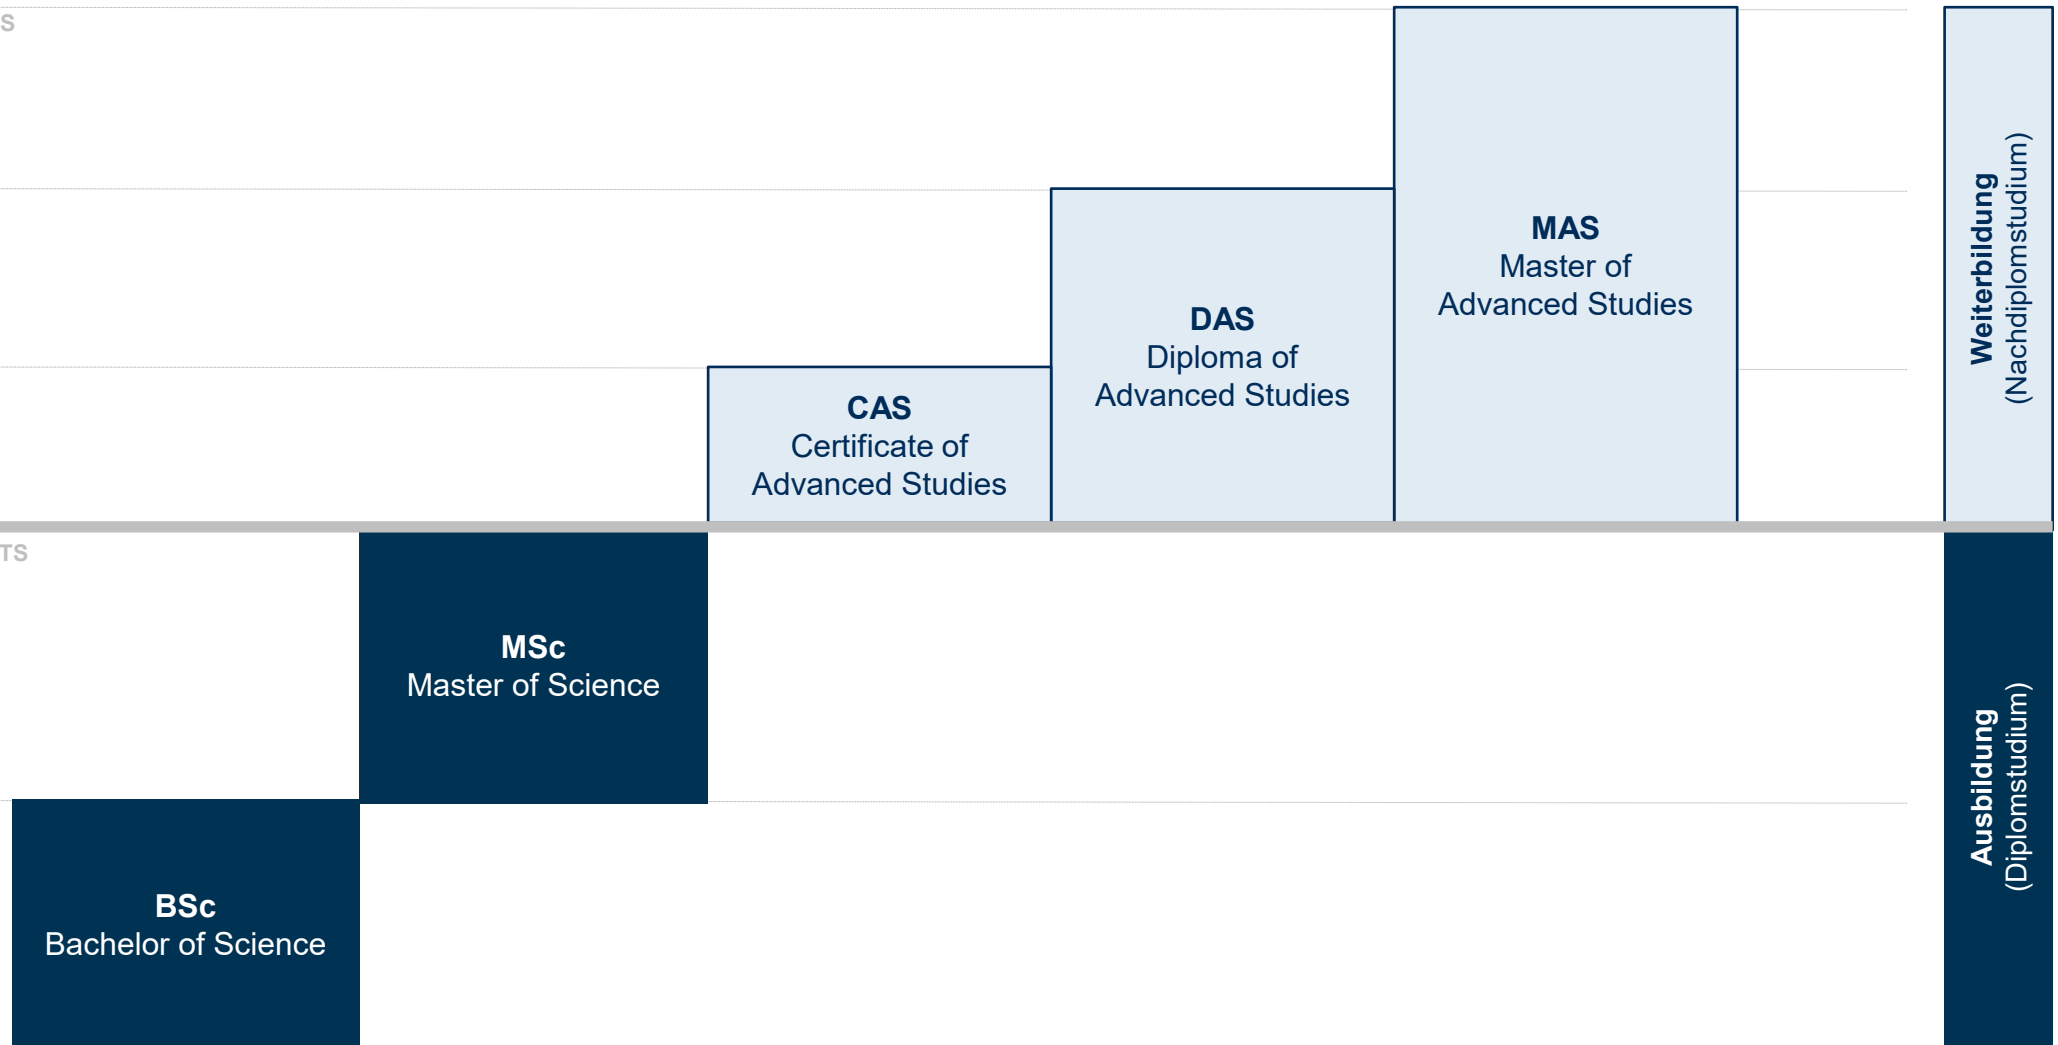 S
MAS
Master of
Advanced Studies
DAS
Diploma of
Advanced Studies
CAS
Certificate of
Advanced Studies
Weiterbildung
(Nachdiplomstudium)
TS
MSc
Master of Science
BSc
Bachelor of Science
Ausbildung
(Diplomstudium)